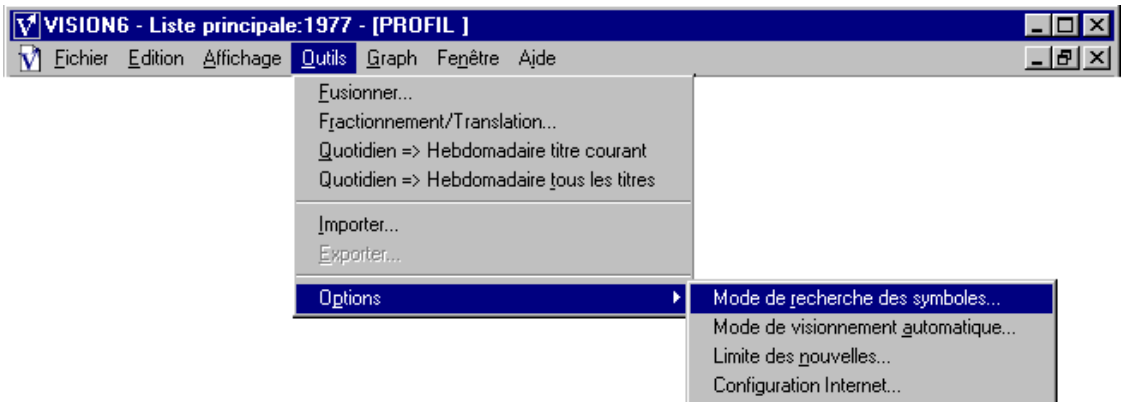 VISION6 - Liste principale:1977 - [PROFIL ]
Fichier Edition Affichage Outils Graph Fenêtre Aide
Fusionner...
Fractionnement/Translation...
Quotidien => Hebdomadaire titre courant
Quotidien => Hebdomadaire tous les titres
Importer...
Exporter...
Options
Mode de recherche des symboles...
Mode de visionnement automatique...
Limite des nouvelles...
Configuration Internet...